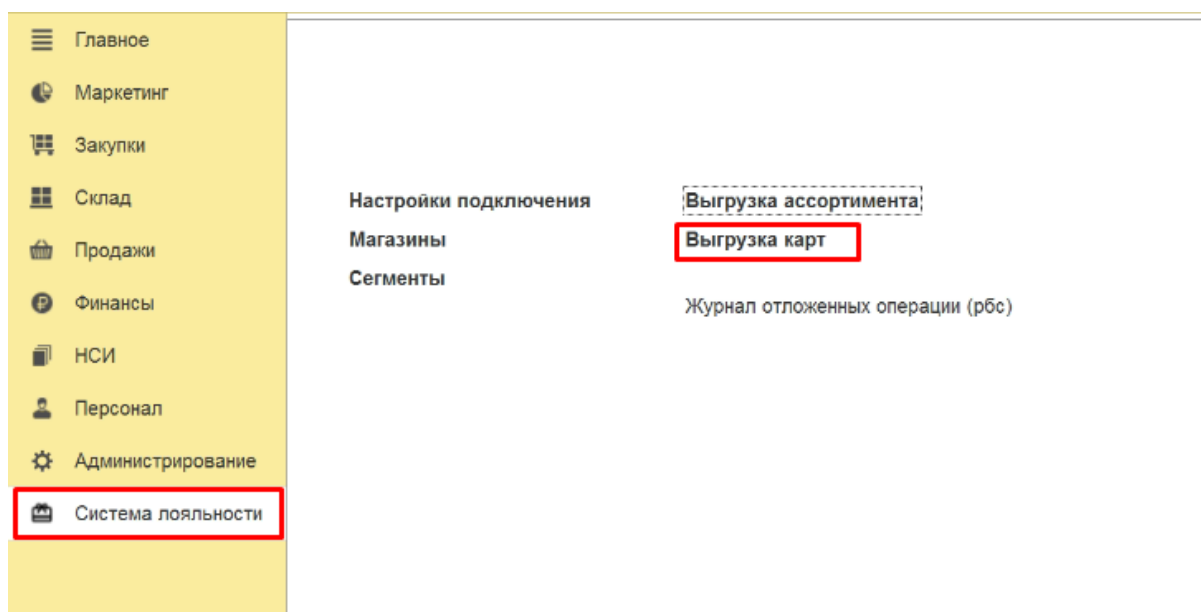 Главное
Маркетинг
Закупки
Склад
Продажи
Финансы
НСИ
Персонал
Администрирование
Система лояльности
Настройки подключения
Магазины
Сегменты
Выгрузка ассортимента
Выгрузка карт
Журнал отложенных операции (рбс)